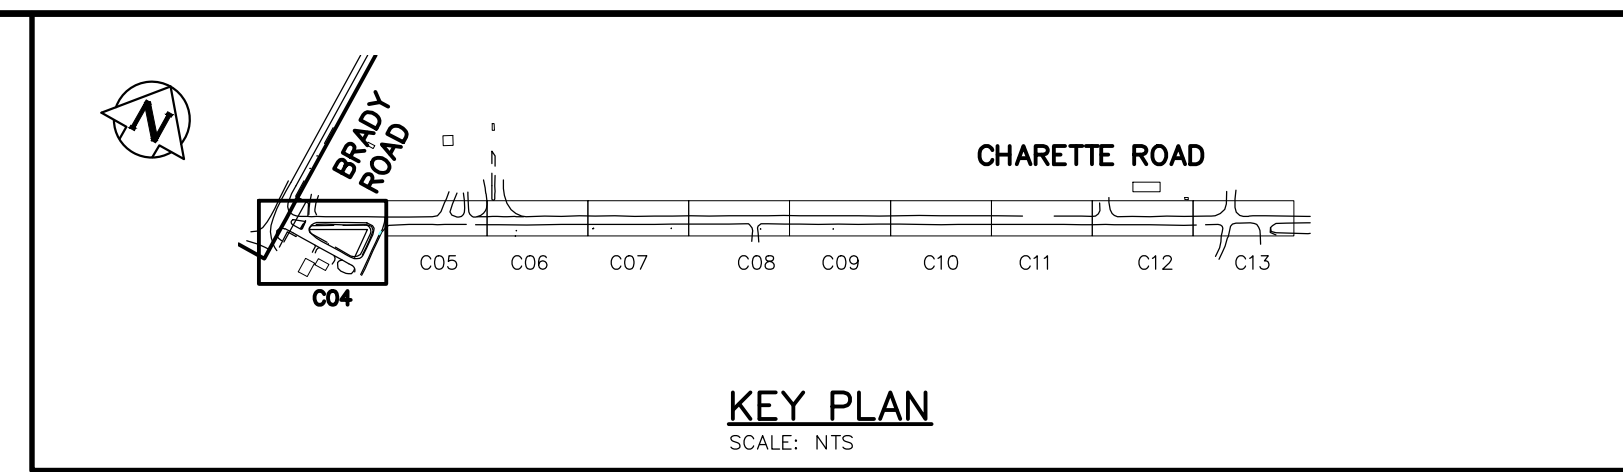 N
BRADY
ROAD
CHARETTE ROAD
C04
C05
C06
C07
C08
C09
C10
C11
C12
C13
KEY PLAN
SCALE: NTS